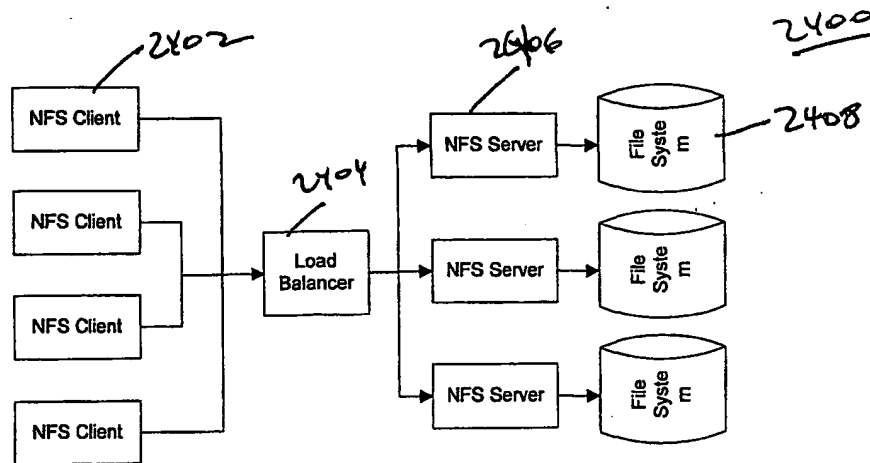 2400
2402
2406
2408
2404
NFS Client
NFS Client
NFS Client
NFS Client
Load
Balancer
NFS Server
NFS Server
NFS Server
File
Syste
m
File
Syste
m
File
Syste
m